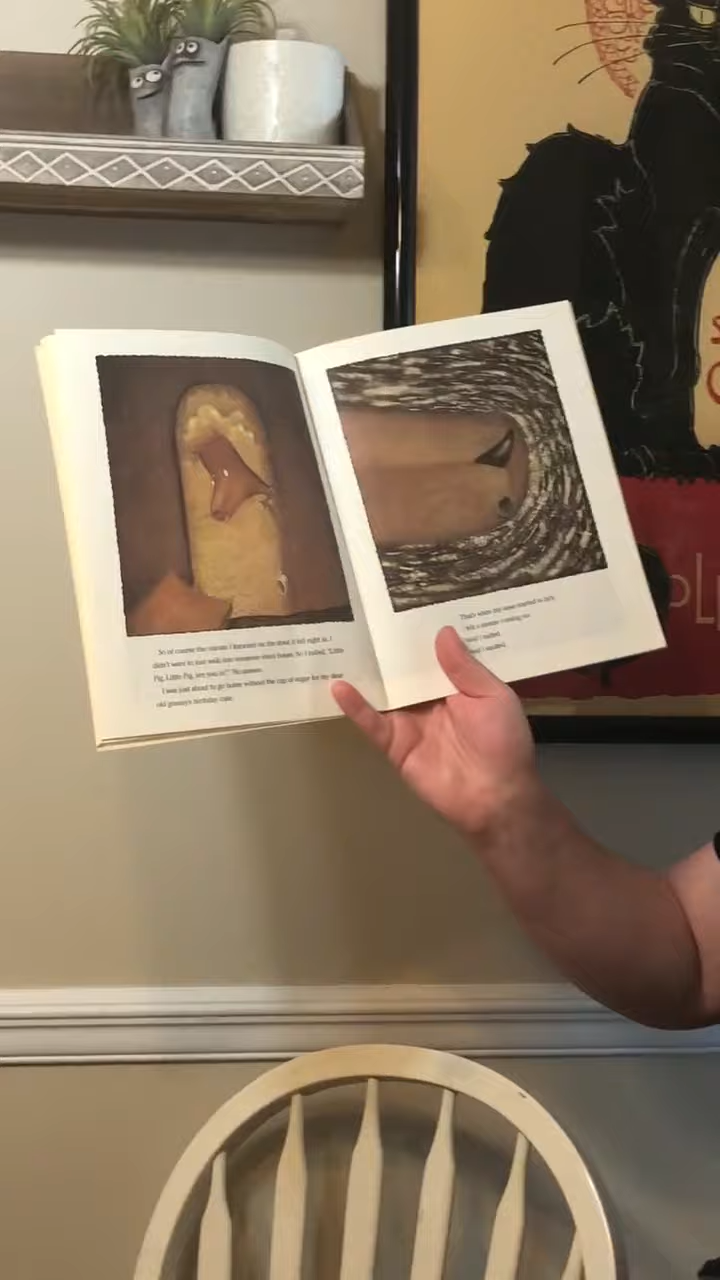 So of course the minute I knocked on the door, it fell right in. I
didn't want to just walk into someone else's house. So I called, "Little
Pig, Little Pig, are you in?" No answer.
I was just about to go home without the cup of sugar for my dear
old granny's birthday cake.
That's when my nose started to itch.
felt a sneeze coming on.
huffed.
I snuffed.